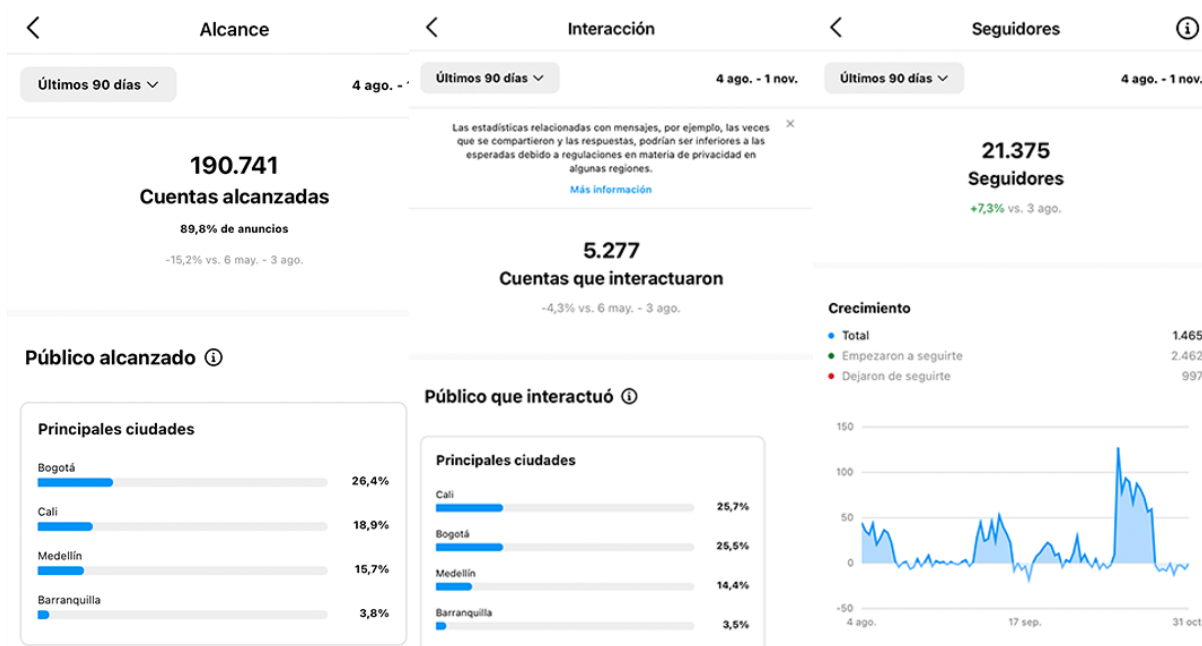 Alcance
Últimos 90 días
4 ago. -
190.741
Cuentas alcanzadas
89,8% de anuncios
-15,2% vs. 6 may. - 3 ago.
Público alcanzado
Principales ciudades
Bogotá
26,4%
Cali
18,9%
Medellín
15,7%
Barranquilla
3,8%
Interacción
Últimos 90 días
4 ago. - 1 nov.
Las estadísticas relacionadas con mensajes, por ejemplo, las veces
que se compartieron y las respuestas, podrían ser inferiores a las
esperadas debido a regulaciones en materia de privacidad en
algunas regiones.
Más información
5.277
Cuentas que interactuaron
-4,3% vs. 6 may. - 3 ago.
Público que interactuó
Principales ciudades
Cali
25,7%
Bogotá
25,5%
Medellín
14,4%
Barranquilla
3,5%
Seguidores
Últimos 90 días
4 ago. - 1 nov.
21.375
Seguidores
+7,3% vs. 3 ago.
Crecimiento
Total
1.465
Empezaron a seguirte
2.462
Dejaron de seguirte
997
150
100
50
0
-50
4 ago.
17 sep.
31 oct